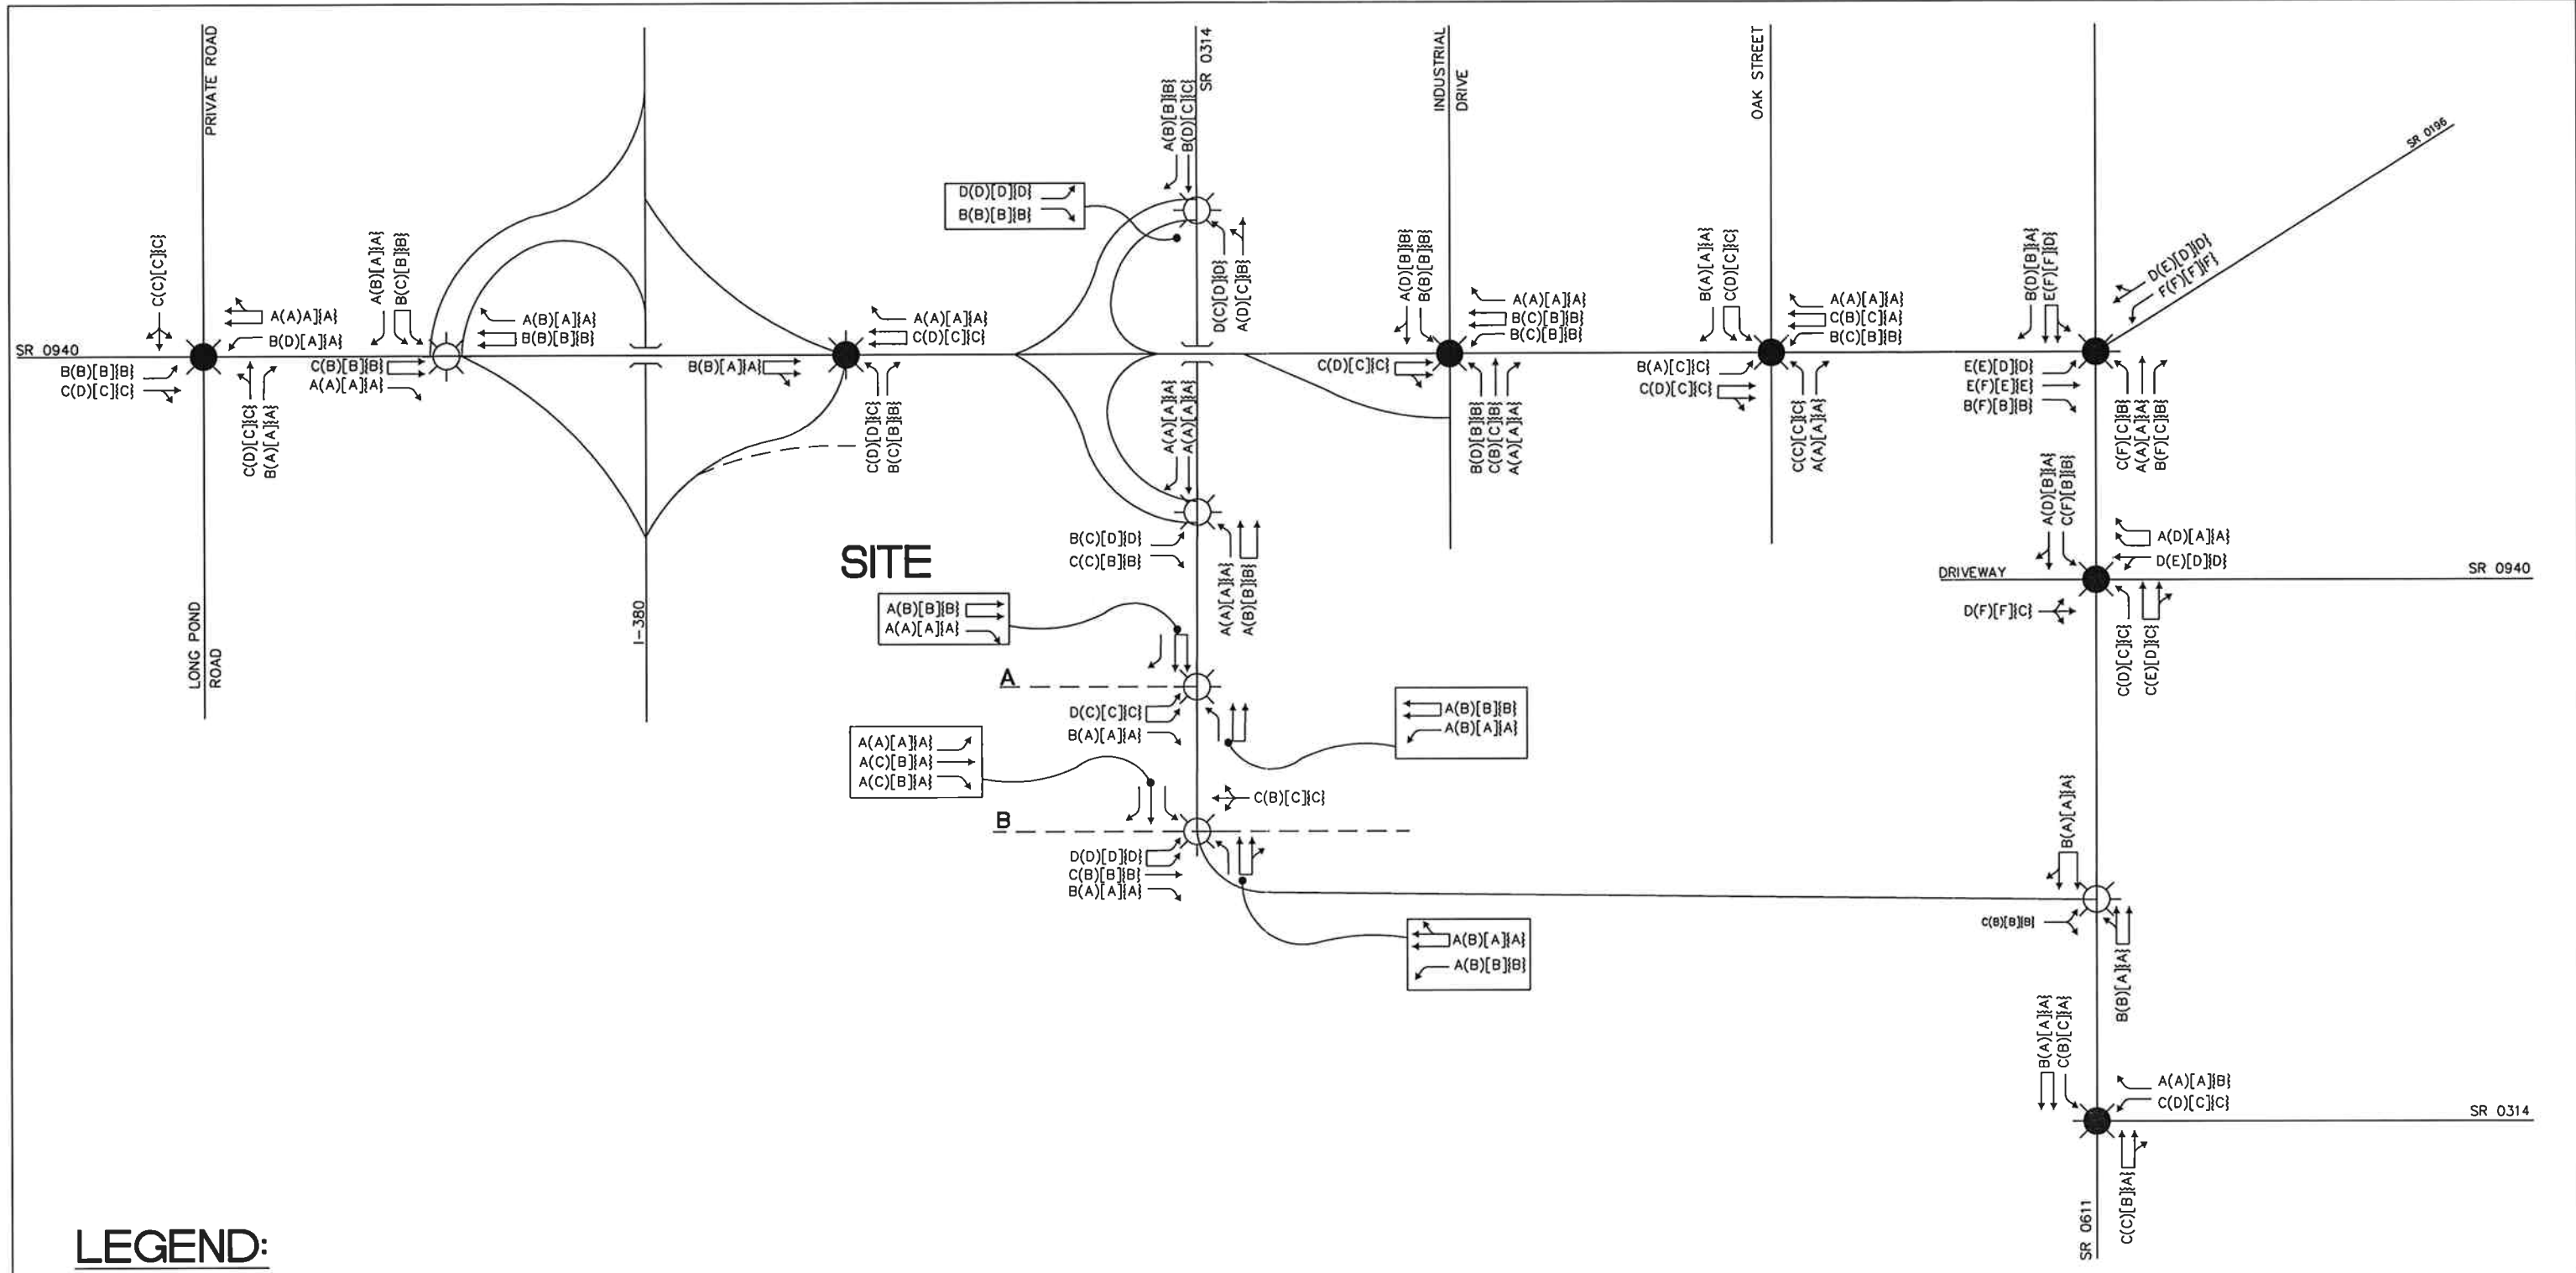 PRIVATE ROAD
SR 0314
INDUSTRIAL
DRIVE
OAK STREET
SR 0196
A(B)[B]{B}
B(D)[C]{C}
D(D)[D]{D}
B(B)[B]{B}
D(C)[D]{D}
A(D)[C]{B}
C(C)[C]{C}
A(A)A]{A}
B(D)[A]{A}
SR 0940
B(B)[B]{B}
C(D)[C]{C}
C(D)[C]{C}
B(A)[A]{A}
A(B)[A]{A}
B(C)[B]{B}
A(B)[A]{A}
B(B)[B]{B}
C(B)[B]{B}
A(A)[A]{A}
B(B)[A]{A}
A(A)[A]{A}
C(D)[C]{C}
C(D)[D]{C}
B(C)[B]{B}
A(D)[B]{B}
B(B)[B]{B}
A(A)[A]{A}
B(C)[B]{B}
B(C)[B]{B}
C(D)[C]{C}
B(D)[B]{B}
C(B)[C]{B}
A(A)[A]{A}
B(A)[A]{A}
C(D)[C]{C}
A(A)[A]{A}
C(B)[C]{A}
B(C)[B]{B}
B(A)[C]{C}
C(D)[C]{C}
C(C)[C]{C}
A(A)[A]{A}
B(D)[B]{A}
E(F)[F]{D}
D(E)[D]{D}
F(F)[F]{F}
E(E)[D]{D}
E(F)[E]{E}
B(F)[B]{B}
C(F)[C]{B}
A(A)[A]{A}
B(F)[C]{B}
A(A)[A]{A}
A(A)[A]{A}
B(C)[D]{D}
C(C)[B]{B}
A(A)[A]{A}
A(B)[B]{B}
A(D)[B]{A}
C(F)[B]{B}
A(D)[A]{A}
D(E)[D]{D}
DRIVEWAY
SR 0940
D(F)[F]{C}
C(D)[C]{C}
C(E)[D]{C}
SITE
LONG POND
ROAD
I-380
A(B)[B]{B}
A(A)[A]{A}
A
D(C)[C]{C}
B(A)[A]{A}
A(B)[B]{B}
A(B)[A]{A}
A(A)[A]{A}
A(C)[B]{A}
A(C)[B]{A}
C(B)[C]{C}
B
D(D)[D]{D}
C(B)[B]{B}
B(A)[A]{A}
A(B)[A]{A}
A(B)[B]{B}
B(A)[A]{A}
C(B)[B]{B}
B(B)[A]{A}
B(A)[A]{A}
C(B)[C]{A}
A(A)[A]{B}
C(D)[C]{C}
SR 0314
C(C)[B]{A}
SR 0611
LEGEND: